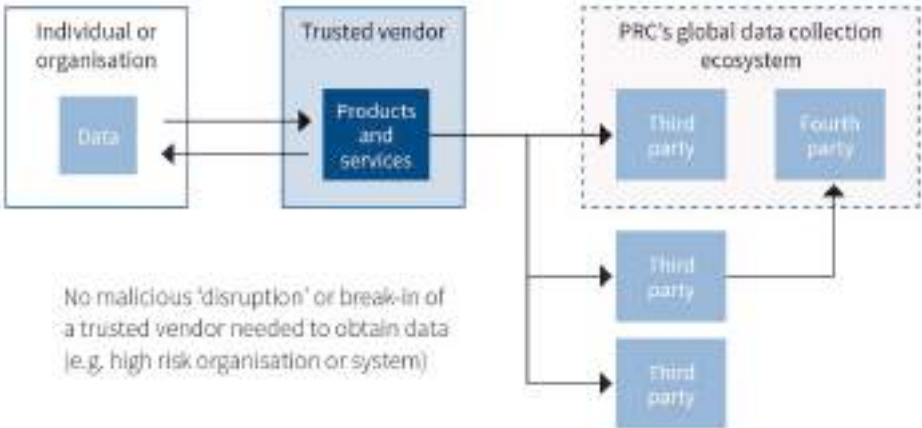 Individual or
organisation
Data
Trusted vendor
Products
and
services
PRC's global data collection
ecosystem
Third
party
Fourth
party
Third
party
Third
party
No malicious 'disruption' or break-in of
a trusted vendor needed to obtain data
(e.g. high risk organisation or system)